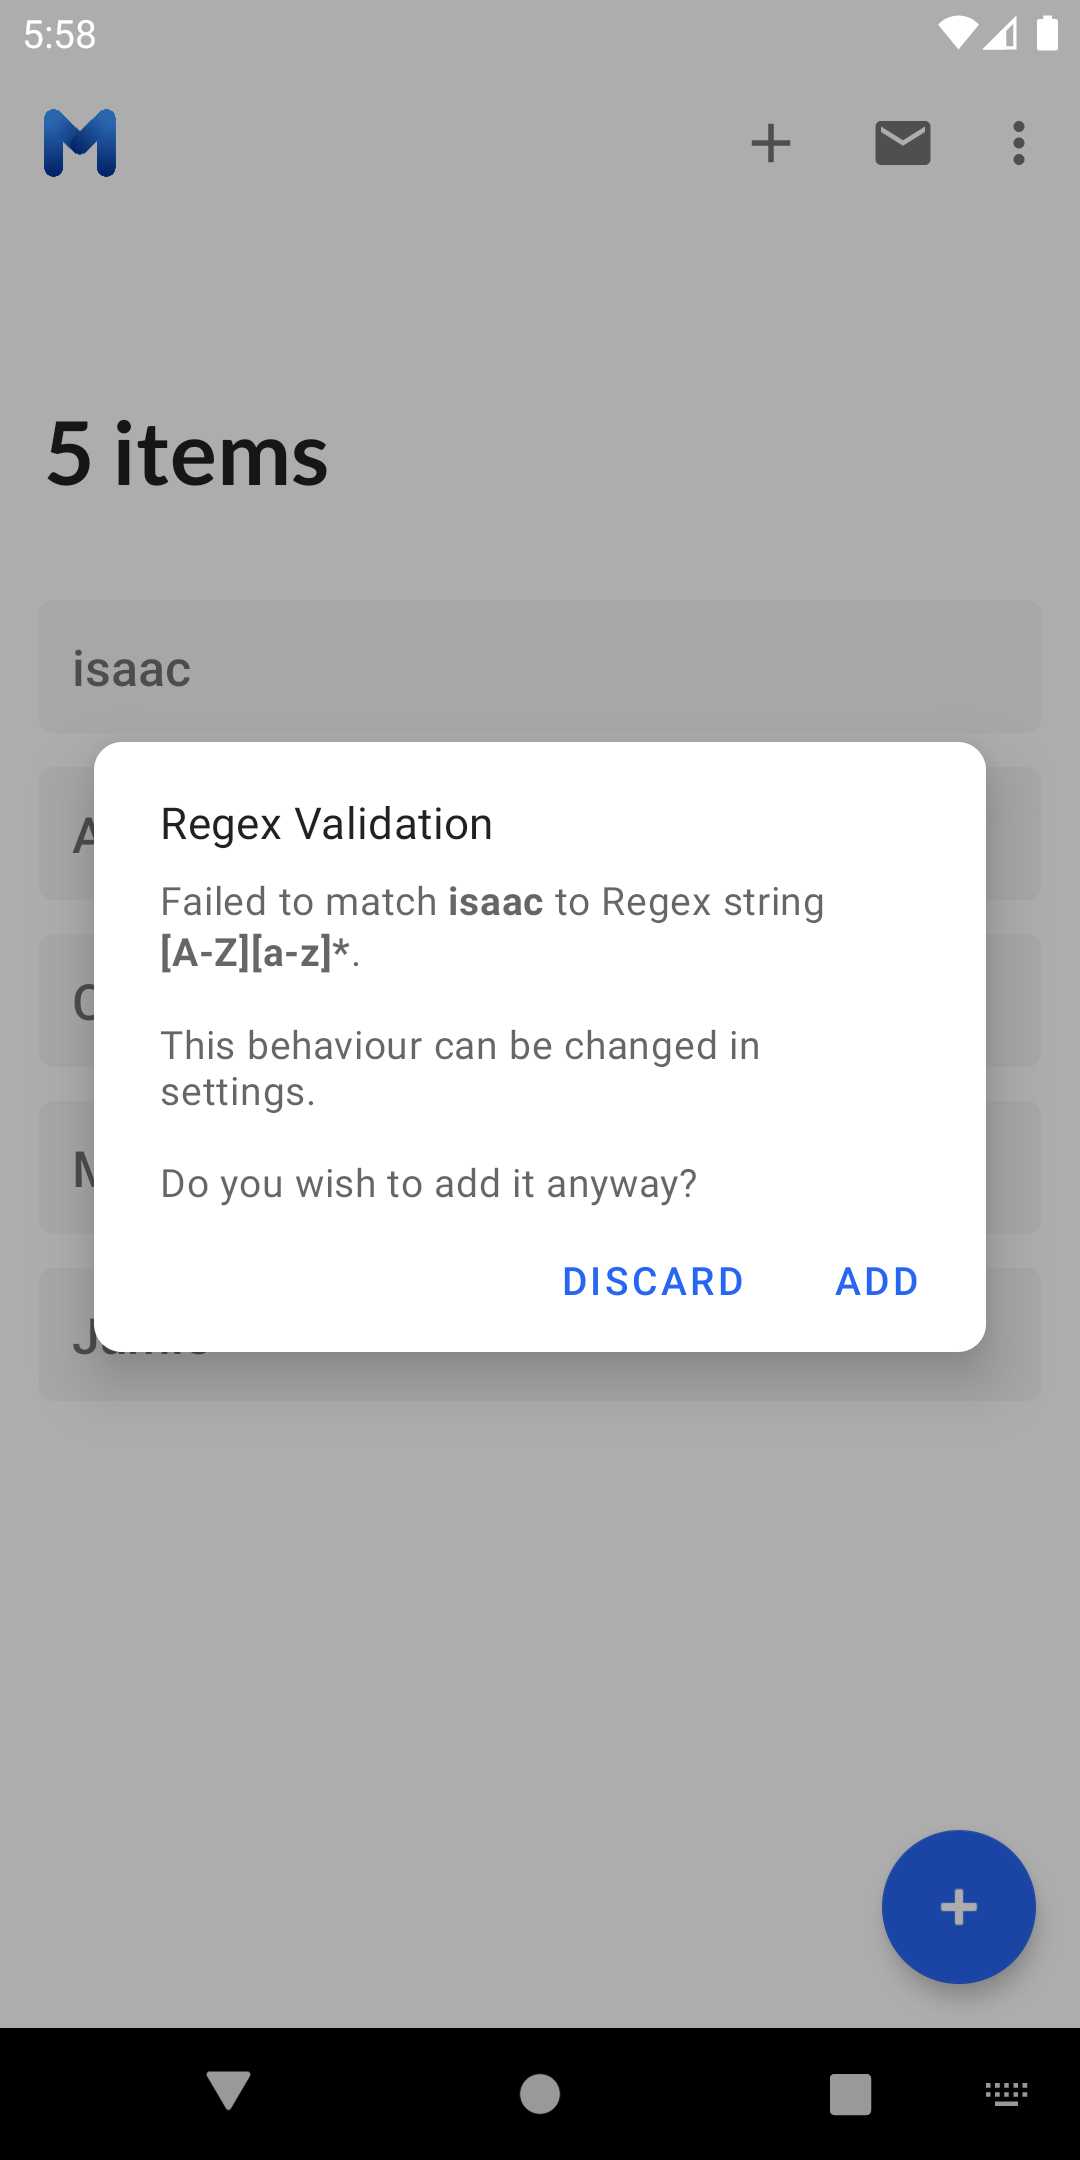 5:58
5 items
isaac
Regex Validation
Failed to match isaac to Regex string
[A-Z][a-z]*.
This behaviour can be changed in
settings.
Do you wish to add it anyway?
DISCARD ADD